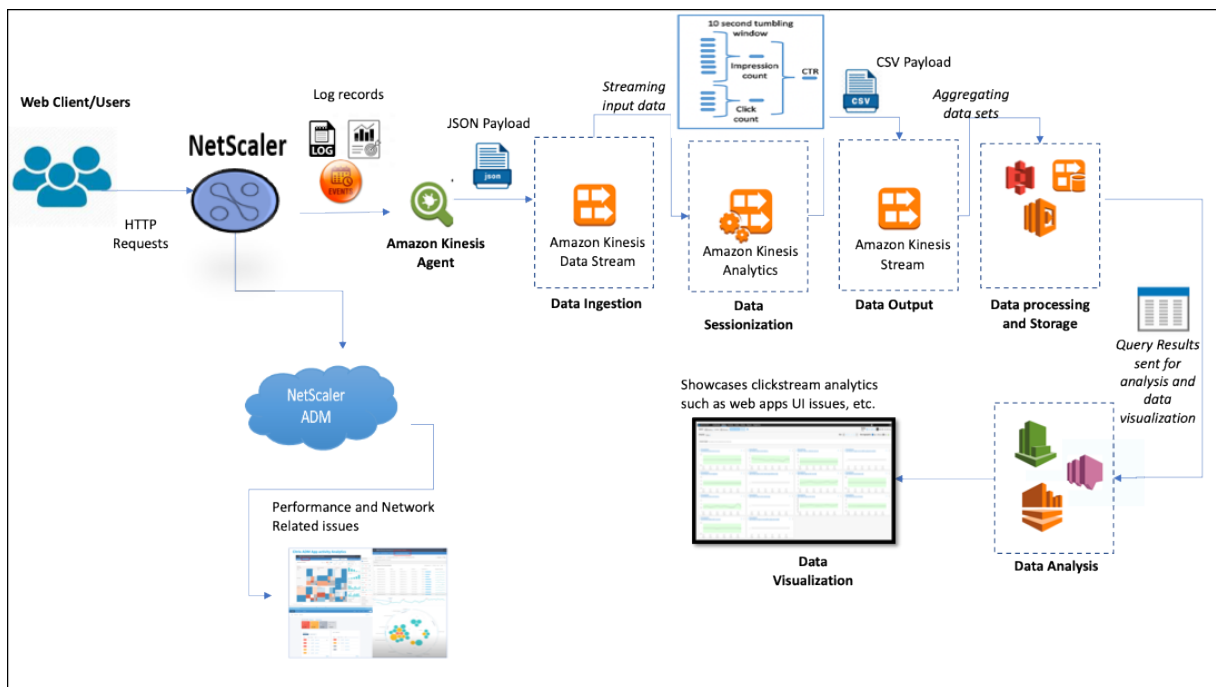 10 second tumbling
window
Impression
count
CTR
Click
count
CSV Payload
CSV
Streaming
input data
Aggregating
data sets
Web Client/Users
Log records
LOG
NetScaler
JSON Payload
json
HTTP
Requests
Amazon Kinesis
Agent
Amazon Kinesis
Data Stream
Data Ingestion
Amazon Kinesis
Analytics
Data
Sessionization
Amazon Kinesis
Stream
Data Output
Data processing
and Storage
Query Results
sent for
analysis and
data
visualization
NetScaler
ADM
Showcases clickstream analytics
such as web apps UI issues, etc.
Performance and Network
Related issues
Data
Visualization
Data Analysis